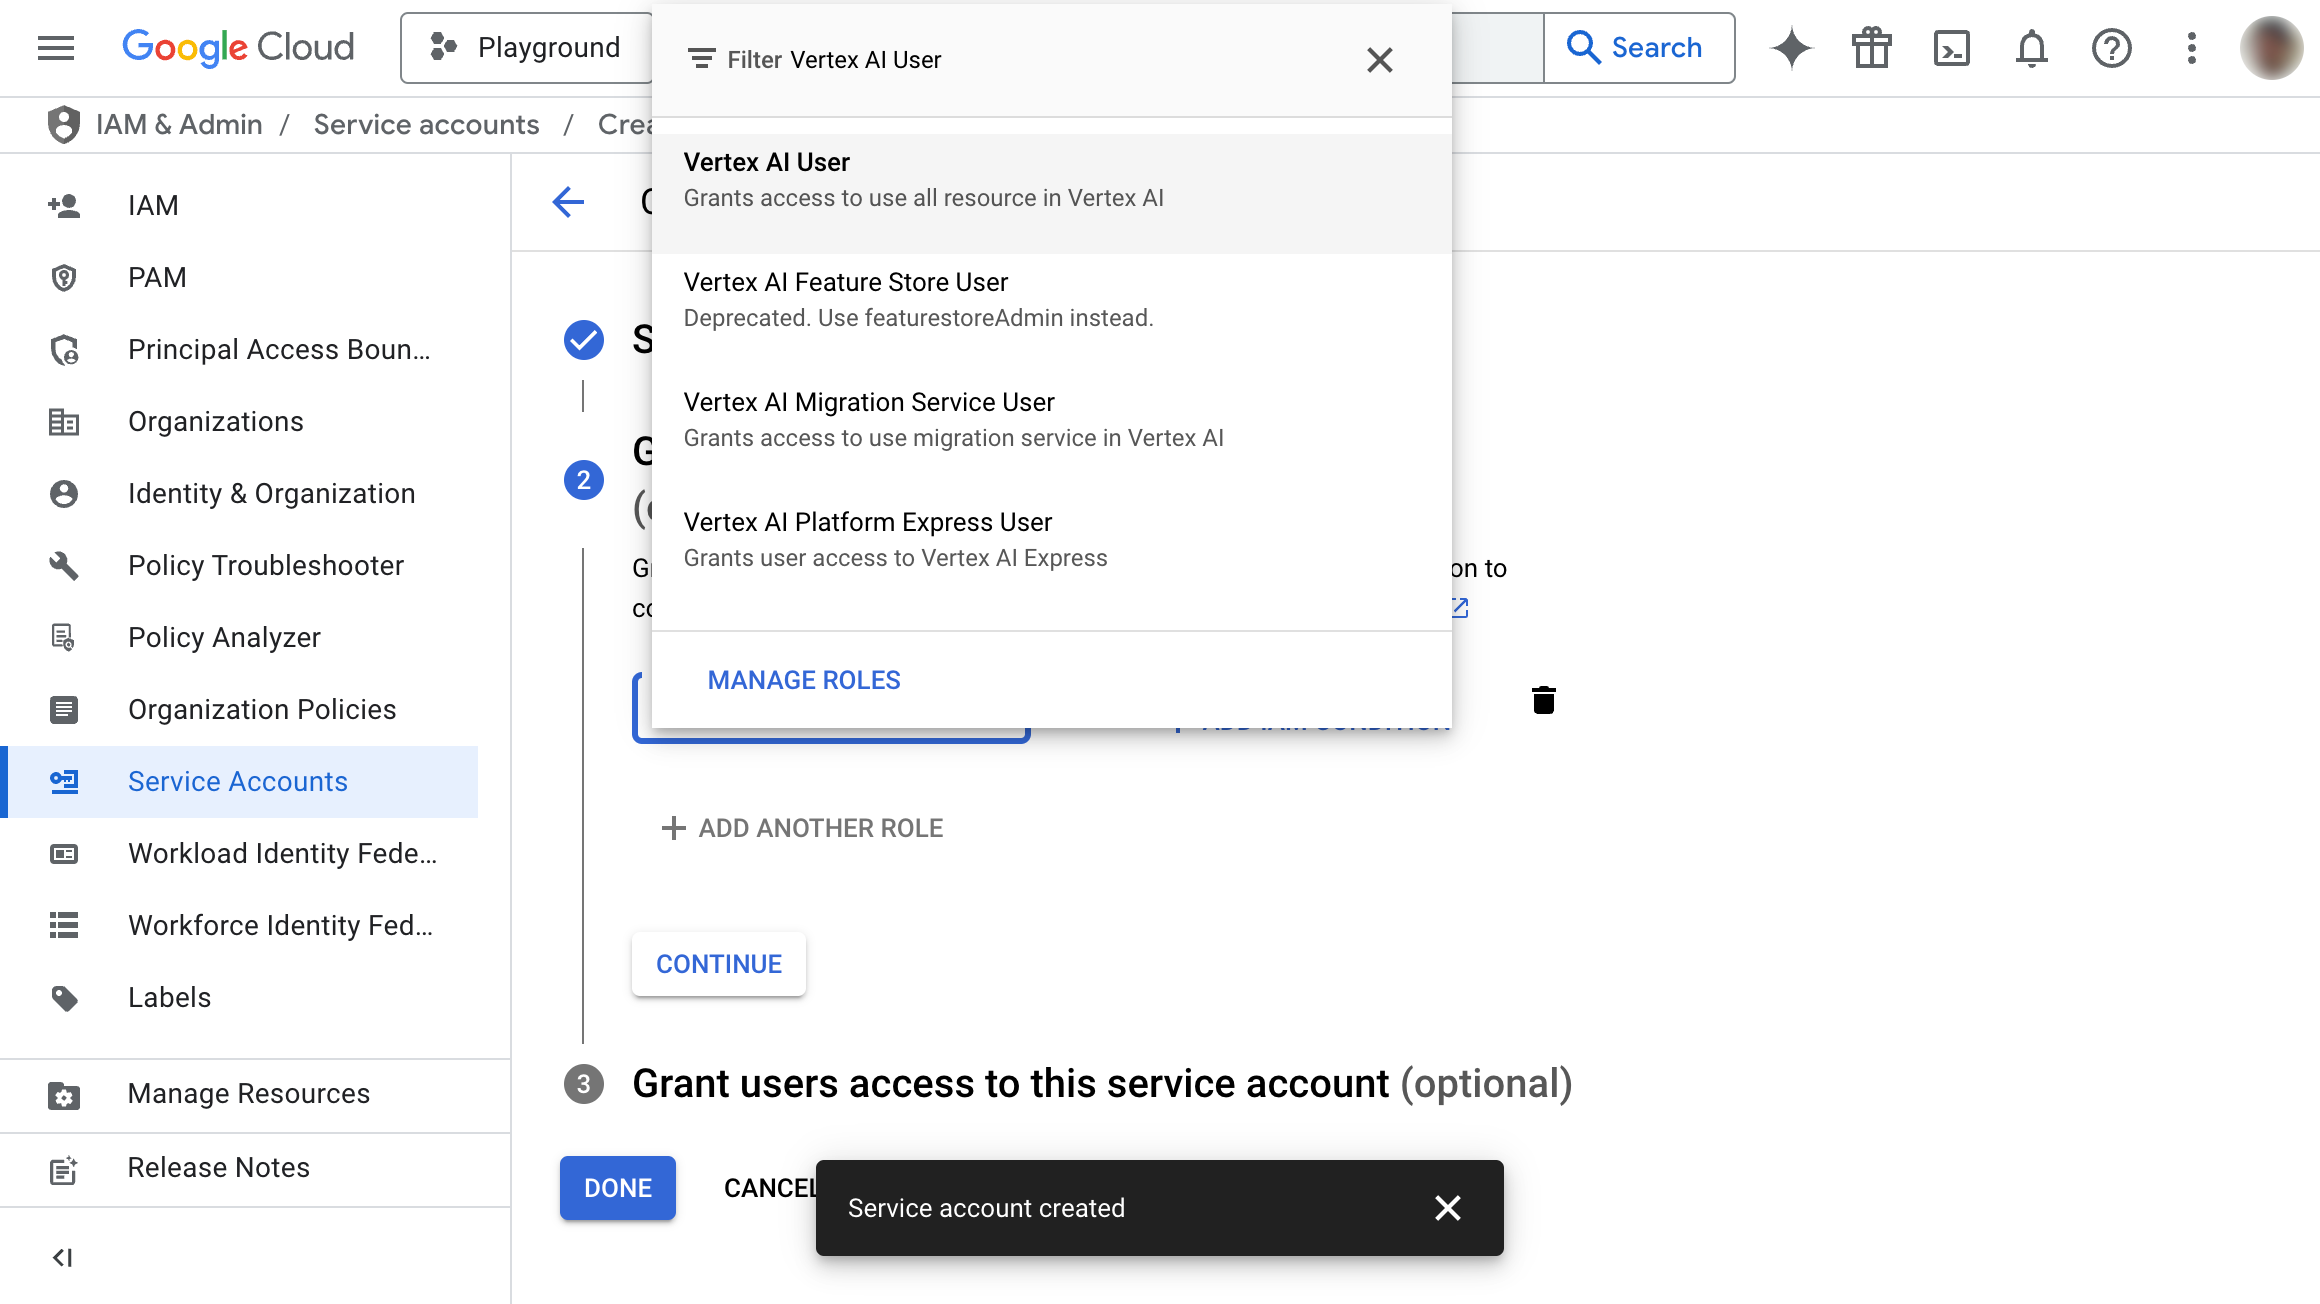 Google Cloud
Playground
Filter Vertex AI User
Search
IAM & Admin / Service accounts / Crea
Vertex AI User
Grants access to use all resource in Vertex AI
Vertex AI Feature Store User
Deprecated. Use featurestoreAdmin instead.
Vertex AI Migration Service User
Grants access to use migration service in Vertex AI
Vertex AI Platform Express User
Grants user access to Vertex AI Express
MANAGE ROLES
IAM
PAM
Principal Access Boun...
Organizations
Identity & Organization
Policy Troubleshooter
Policy Analyzer
Organization Policies
Service Accounts
Workload Identity Fede...
Workforce Identity Fed...
Labels
Manage Resources
Release Notes
2
on to
ADD IAM CONDITION
+ ADD ANOTHER ROLE
CONTINUE
3 Grant users access to this service account (optional)
DONE
CANCEL
Service account created